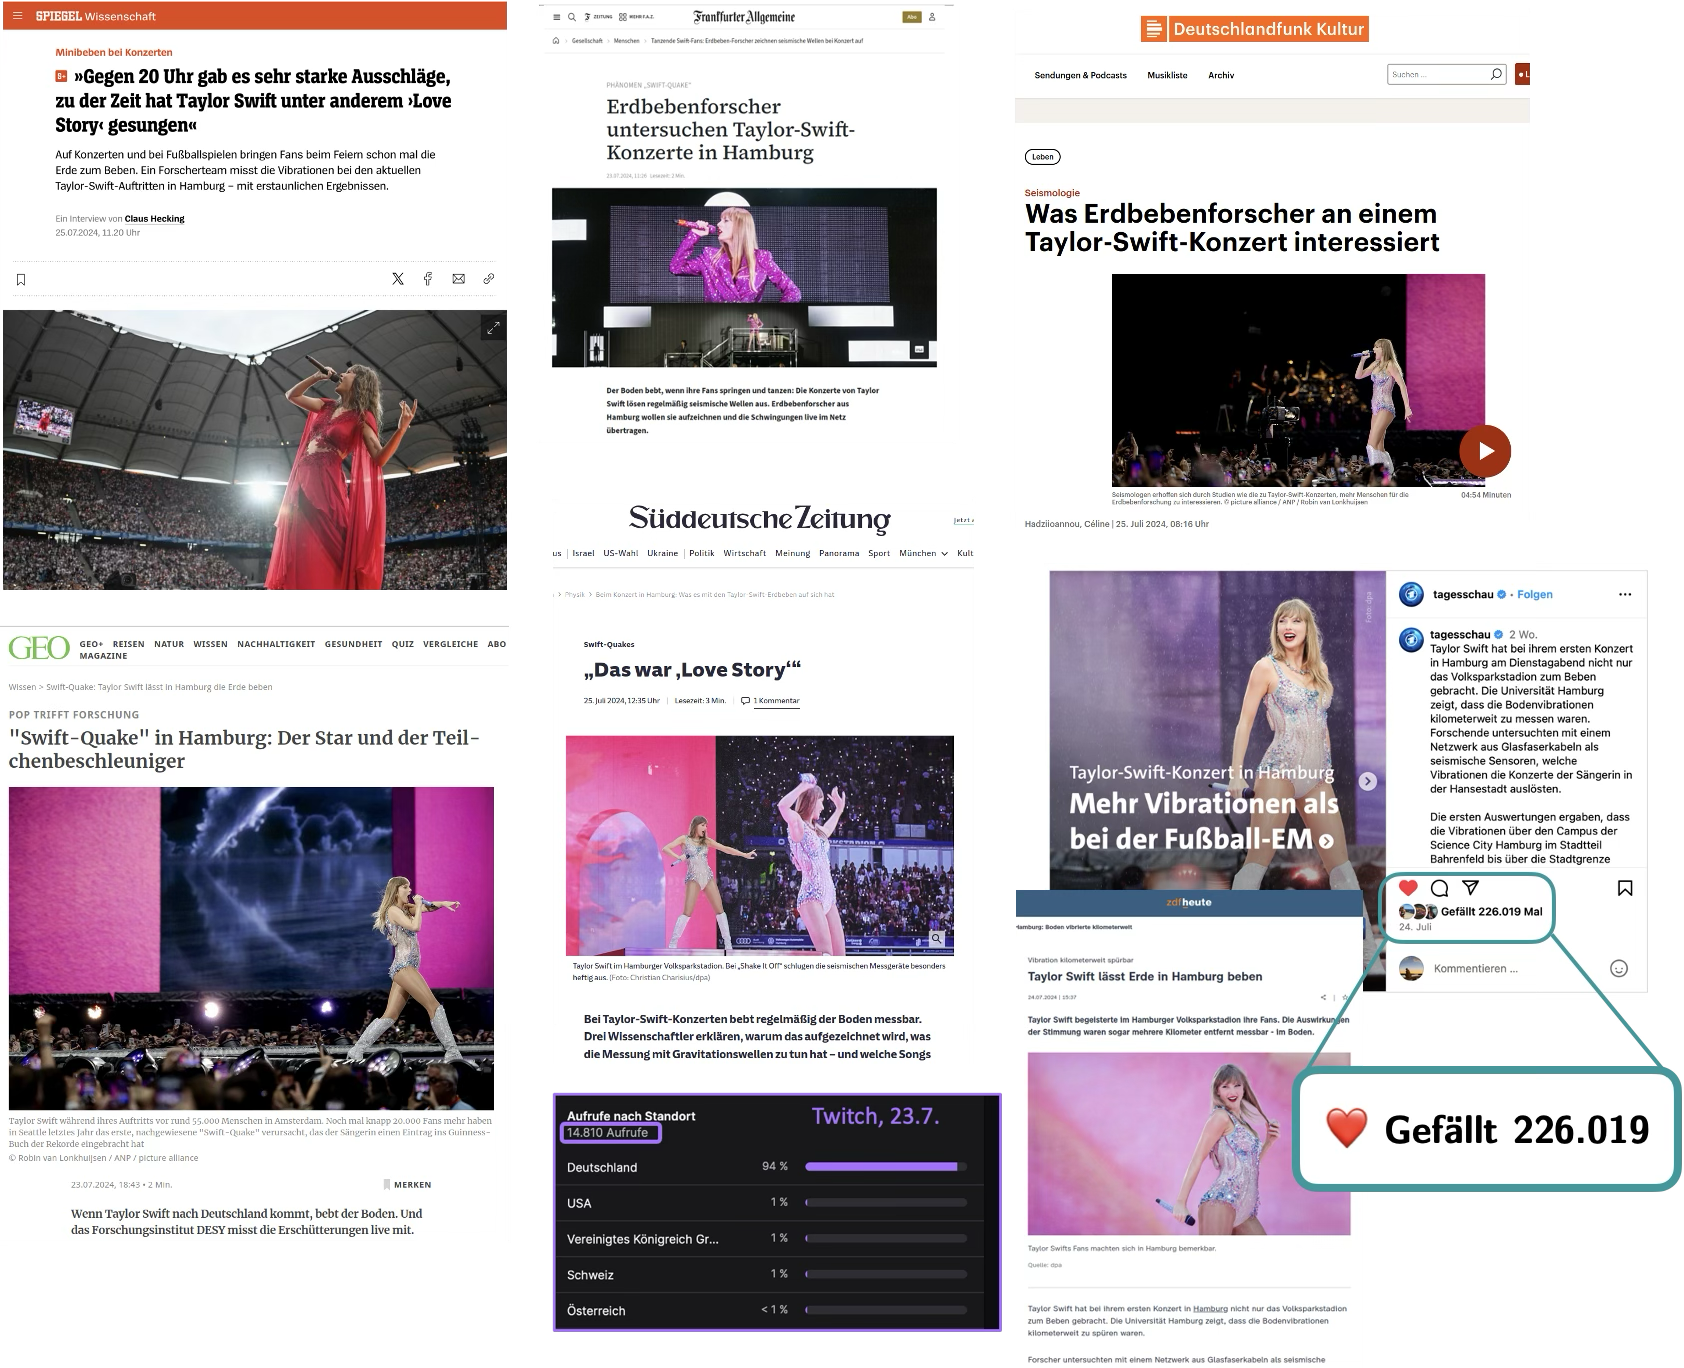 SPIEGEL Wissenschaft
Minibeben bei Konzerten
S+ »Gegen 20 Uhr gab es sehr starke Ausschläge,
zu der Zeit hat Taylor Swift unter anderem ›Love
Story‹ gesungen«
Auf Konzerten und bei Fußballspielen bringen Fans beim Feiern schon mal die
Erde zum Beben. Ein Forscherteam misst die Vibrationen bei den aktuellen
Taylor-Swift-Auftritten in Hamburg – mit erstaunlichen Ergebnissen.
Ein Interview von Claus Hecking
25.07.2024, 11.20 Uhr
GEO
GEO+ REISEN NATUR WISSEN NACHHALTIGKEIT GESUNDHEIT QUIZ VERGLEICHE ABO
MAGAZINE
Wissen > Swift-Quake: Taylor Swift lässt in Hamburg die Erde beben
POP TRIFFT FORSCHUNG
"Swift-Quake" in Hamburg: Der Star und der Teil-
chenbeschleuniger
Taylor Swift während ihres Auftritts vor rund 55.000 Menschen in Amsterdam. Noch mal knapp 20.000 Fans mehr haben
in Seattle letztes Jahr das erste, nachgewiesene "Swift-Quake" verursacht, das der Sängerin einen Eintrag ins Guinness-
Buch der Rekorde eingebracht hat
© Robin van Lonkhuijsen / ANP / picture alliance
23.07.2024, 18:43 • 2 Min.
MERKEN
Wenn Taylor Swift nach Deutschland kommt, bebt der Boden. Und
das Forschungsinstitut DESY misst die Erschütterungen live mit.
ZEITUNG MEHR F.A.Z. Frankfurter Allgemeine Abo
Gesellschaft > Menschen > Tanzende Swift-Fans: Erdbeben-Forscher zeichnen seismische Wellen bei Konzert auf
PHÄNOMEN „SWIFT-QUAKE“
Erdbebenforscher
untersuchen Taylor-Swift-
Konzerte in Hamburg
23.07.2024, 11:26 Lesezeit: 2 Min.
Der Boden bebt, wenn ihre Fans springen und tanzen: Die Konzerte von Taylor
Swift lösen regelmäßig seismische Wellen aus. Erdbebenforscher aus
Hamburg wollen sie aufzeichnen und die Schwingungen live im Netz
übertragen.
Süddeutsche Zeitung
Jetzt
us | Israel US-Wahl Ukraine | Politik Wirtschaft Meinung Panorama Sport München Kult
> Physik > Beim Konzert in Hamburg: Was es mit den Taylor-Swift-Erdbeben auf sich hat
Swift-Quakes
„Das war ‚Love Story‘“
25. Juli 2024, 12:35 Uhr | Lesezeit: 3 Min. | 1 Kommentar
Taylor Swift im Hamburger Volksparkstadion. Bei „Shake It Off“ schlugen die seismischen Messgeräte besonders
heftig aus. (Foto: Christian Charisius/dpa)
Bei Taylor-Swift-Konzerten bebt regelmäßig der Boden messbar.
Drei Wissenschaftler erklären, warum das aufgezeichnet wird, was
die Messung mit Gravitationswellen zu tun hat – und welche Songs
Aufrufe nach Standort
Twitch, 23.7.
14.810 Aufrufe
Deutschland 94 %
USA 1 %
Vereinigtes Königreich Gr... 1 %
Schweiz 1 %
Österreich < 1 %
Deutschlandfunk Kultur
Sendungen & Podcasts Musikliste Archiv
Suchen ...
L
Leben
Seismologie
Was Erdbebenforscher an einem
Taylor-Swift-Konzert interessiert
Seismologen erhoffen sich durch Studien wie die zu Taylor-Swift-Konzerten, mehr Menschen für die
Erdbebenforschung zu interessieren. © picture alliance / ANP / Robin van Lonkhuijsen
04:54 Minuten
Hadziioannou, Céline | 25. Juli 2024, 08:16 Uhr
Foto: dpa
Taylor-Swift-Konzert in Hamburg
Mehr Vibrationen als
bei der Fußball-EM
tagesschau • Folgen
tagesschau 2 Wo.
Taylor Swift hat bei ihrem ersten Konzert
in Hamburg am Dienstagabend nicht nur
das Volksparkstadion zum Beben
gebracht. Die Universität Hamburg
zeigt, dass die Bodenvibrationen
kilometerweit zu messen waren.
Forschende untersuchten mit einem
Netzwerk aus Glasfaserkabeln als
seismische Sensoren, welche
Vibrationen die Konzerte der Sängerin in
der Hansestadt auslösten.
Die ersten Auswertungen ergaben, dass
die Vibrationen über den Campus der
Science City Hamburg im Stadtteil
Bahrenfeld bis über die Stadtgrenze
Gefällt 226.019 Mal
24. Juli
Kommentieren ...
zdfheute
Hamburg: Boden vibrierte kilometerweit
Vibration kilometerweit spürbar
Taylor Swift lässt Erde in Hamburg beben
24.07.2024 | 15:37
Taylor Swift begeisterte im Hamburger Volksparkstadion ihre Fans. Die Auswirkungen
der Stimmung waren sogar mehrere Kilometer entfernt messbar - im Boden.
Gefällt 226.019
Taylor Swifts Fans machten sich in Hamburg bemerkbar.
Quelle: dpa
Taylor Swift hat bei ihrem ersten Konzert in Hamburg nicht nur das Volksparkstadion
zum Beben gebracht. Die Universität Hamburg zeigt, dass die Bodenvibrationen
kilometerweit zu spüren waren.
Forscher untersuchten mit einem Netzwerk aus Glasfaserkabeln als seismische